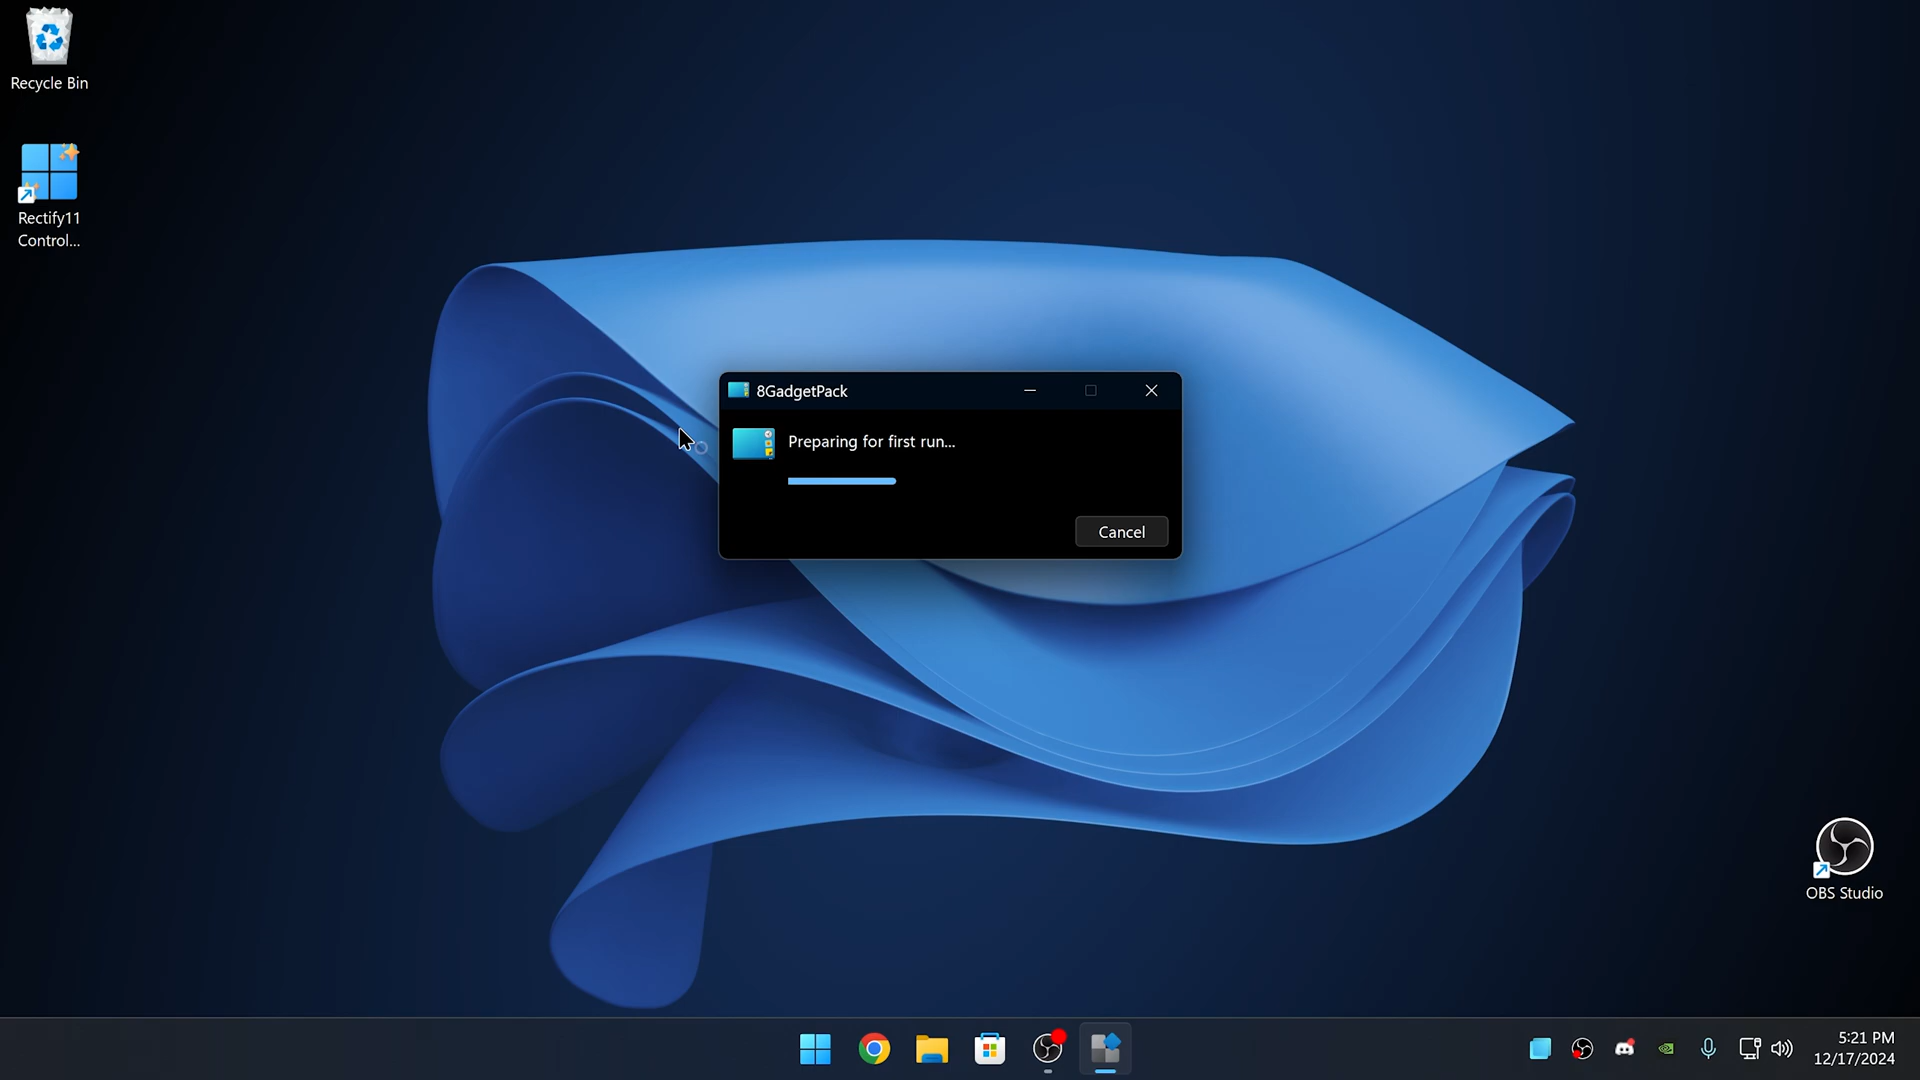 Recycle Bin
Rectify11
Control...
8GadgetPack
Preparing for first run...
Cancel
OBS Studio
5:21 PM
12/17/2024